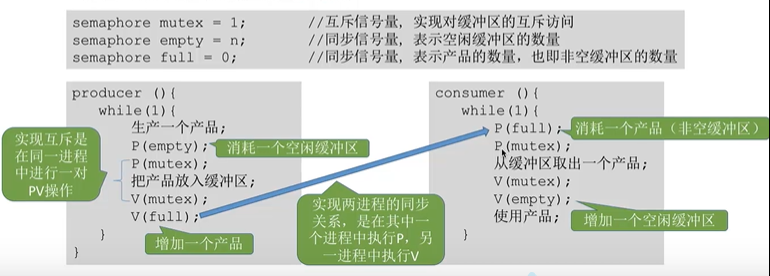 semaphore mutex = 1; //互斥信号量，实现对缓冲区的互斥访问
semaphore empty = n; //同步信号量，表示空闲缓冲区的数量
semaphore full = 0; //同步信号量，表示产品的数量，也即非空缓冲区的数量
producer (){
while(1){
生产一个产品;
P(empty);
消耗一个空闲缓冲区
P(mutex);
把产品放入缓冲区;
V(mutex);
V(full);
增加一个产品
}
}
实现互斥是
在同一进程
中进行一对
PV操作
实现两进程的同步
关系，是在其中一
个进程中执行P，另
一进程中执行V
consumer (){
while(1){
P(full);
消耗一个产品（非空缓冲区）
P(mutex);
从缓冲区取出一个产品;
V(mutex);
V(empty);
增加一个空闲缓冲区
使用产品;
}
}